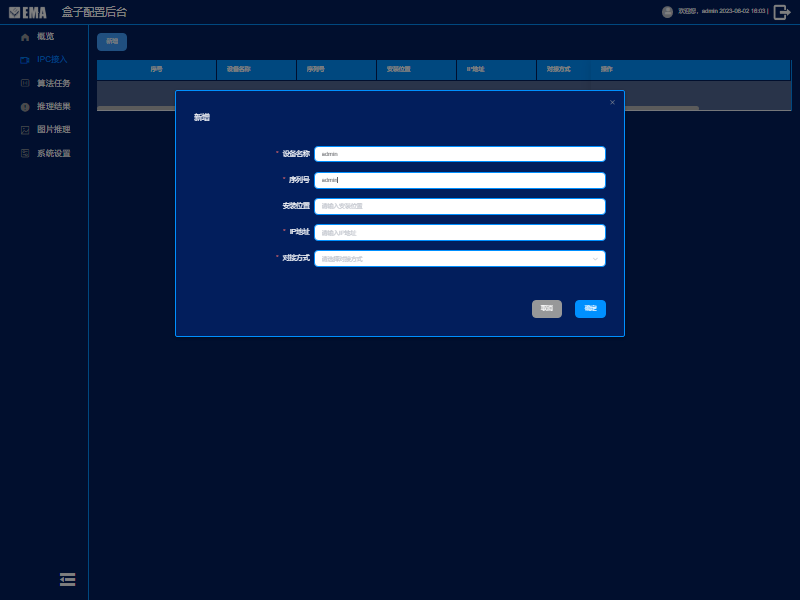 EMA 盒子配置后台
欢迎您，admin 2023-06-02 16:03 |
概览
IPC接入
算法任务
推理结果
图片推理
系统设置
新增
序号 设备名称 序列号 安装位置 IP地址 对接方式 操作
新增
* 设备名称 admin
* 序列号 admin
安装位置 请输入安装位置
* IP地址 请输入IP地址
* 对接方式 请选择对接方式
取消 确定